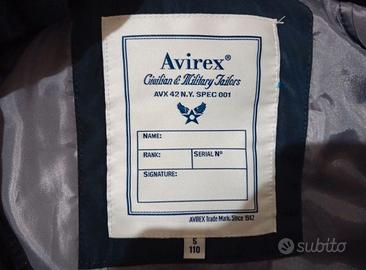 Avirex®
Civilian & Military Tailors
AVX 42 N.Y. SPEC 001
NAME:
RANK:
SERIAL Nº
SIGNATURE:
AVIREX Trade Mark. Since 1942
S
110
subito